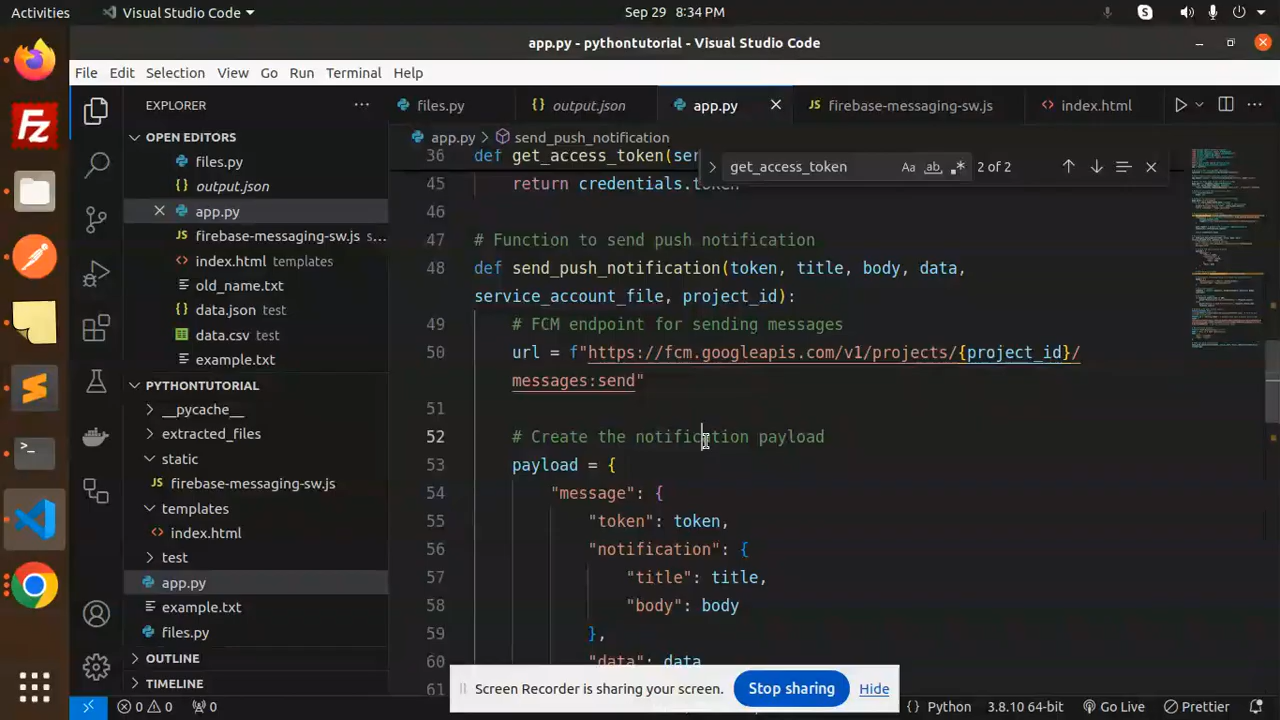 Activities
Visual Studio Code
Sep 29 8:34 PM
app.py - pythontutorial - Visual Studio Code
File Edit Selection View Go Run Terminal Help
EXPLORER
files.py
output.json
app.py
firebase-messaging-sw.js
index.html
OPEN EDITORS
files.py
output.json
app.py
firebase-messaging-sw.js s...
index.html templates
old_name.txt
data.json test
data.csv test
example.txt
PYTHONTUTORIAL
__pycache__
extracted_files
static
firebase-messaging-sw.js
templates
index.html
test
app.py
example.txt
files.py
OUTLINE
TIMELINE
app.py > send_push_notification
get_access_token Aa ab 2 of 2
36 def get_access_token(ser
45 return credentials.token
46
47 # Function to send push notification
48 def send_push_notification(token, title, body, data,
service_account_file, project_id):
49 # FCM endpoint for sending messages
50 url = f"https://fcm.googleapis.com/v1/projects/{project_id}/
messages:send"
51
52 # Create the notification payload
53 payload = {
54 "message": {
55 "token": token,
56 "notification": {
57 "title": title,
58 "body": body
59 },
60 "data": data
61
Screen Recorder is sharing your screen. Stop sharing Hide
0 0 0 Python 3.8.10 64-bit Go Live Prettier